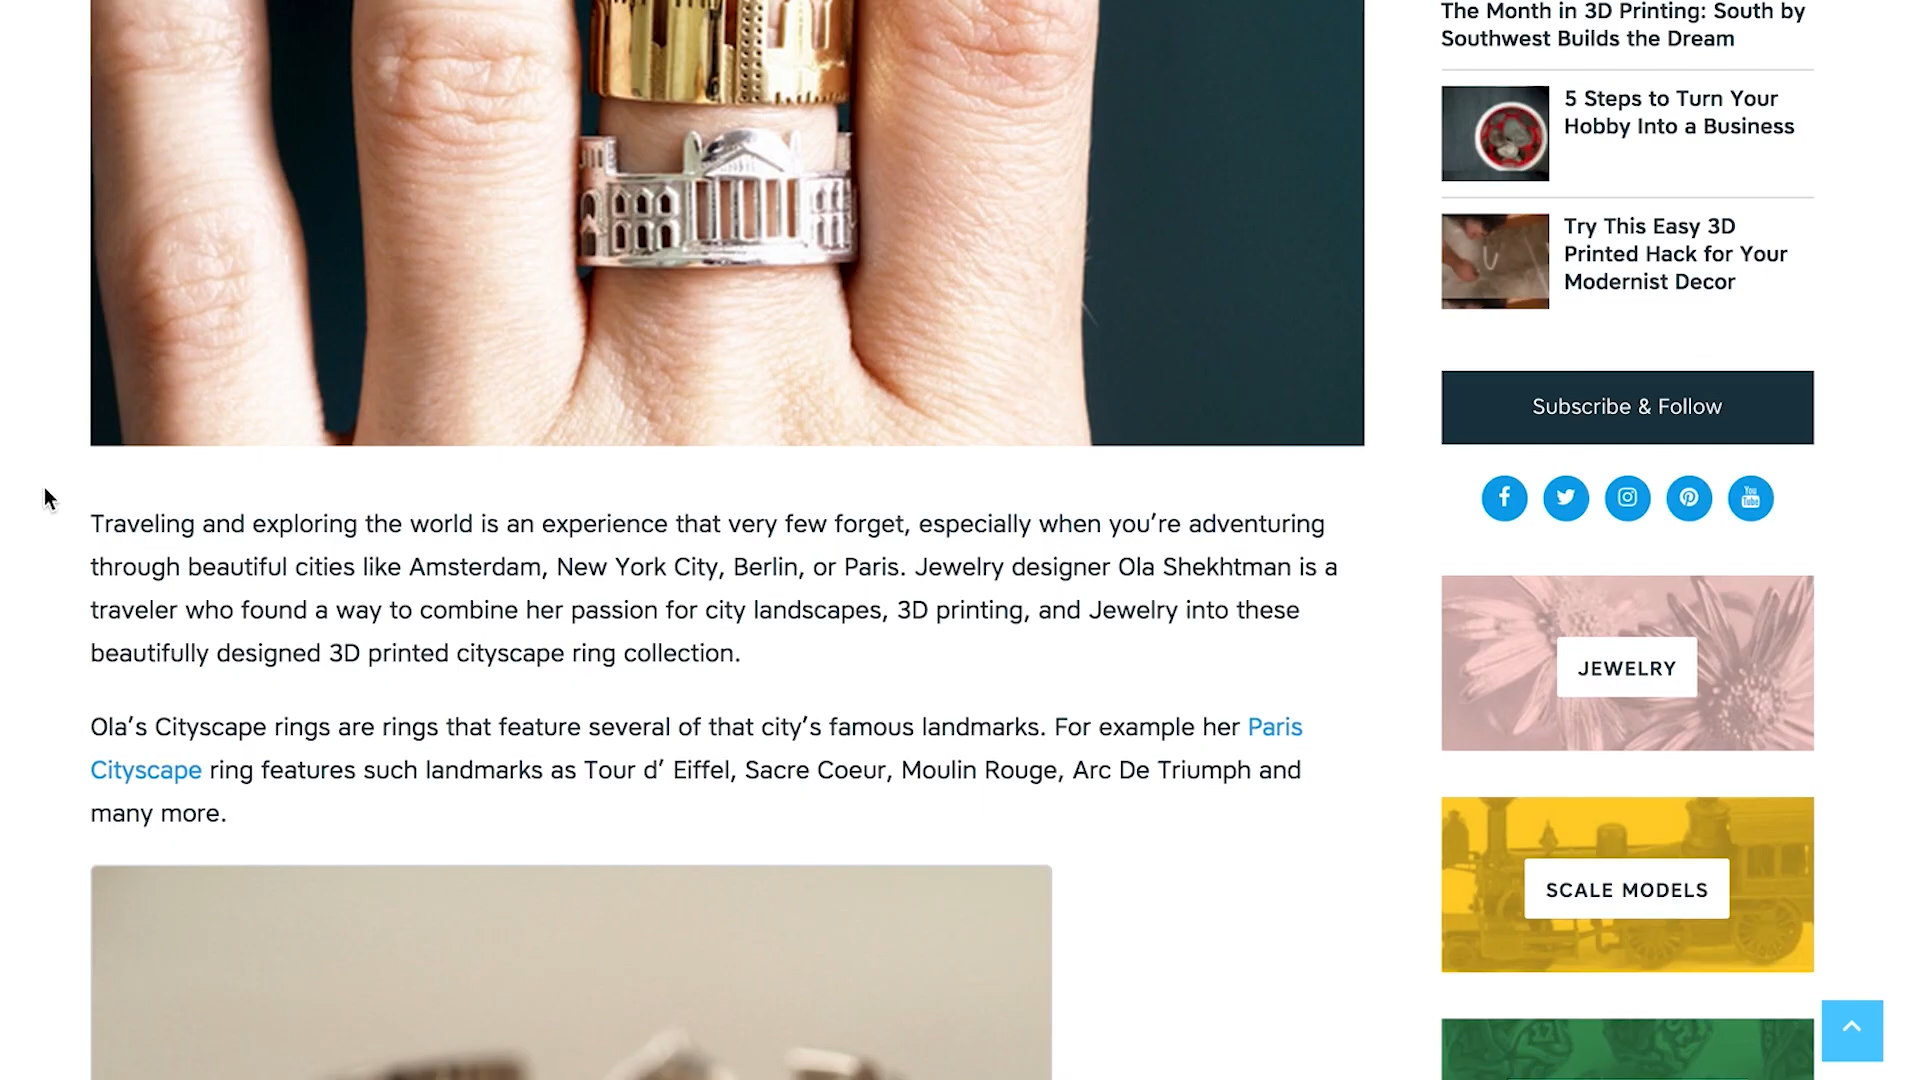 The Month in 3D Printing: South by
Southwest Builds the Dream
5 Steps to Turn Your
Hobby Into a Business
Try This Easy 3D
Printed Hack for Your
Modernist Decor
Subscribe & Follow
You
Tube
JEWELRY
SCALE MODELS
Traveling and exploring the world is an experience that very few forget, especially when you’re adventuring
through beautiful cities like Amsterdam, New York City, Berlin, or Paris. Jewelry designer Ola Shekhtman is a
traveler who found a way to combine her passion for city landscapes, 3D printing, and Jewelry into these
beautifully designed 3D printed cityscape ring collection.
Ola’s Cityscape rings are rings that feature several of that city’s famous landmarks. For example her Paris
Cityscape ring features such landmarks as Tour d’ Eiffel, Sacre Coeur, Moulin Rouge, Arc De Triumph and
many more.